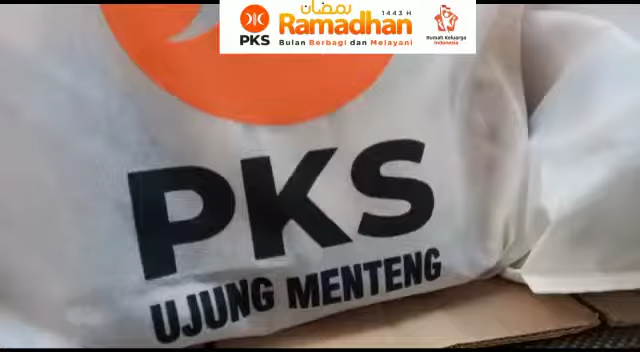 رمضان
1443 H
Ramadhan
PKS
Bulan Berbagi dan Melayani
Rumah Keluarga
Indonesia
PKS
UJUNG MENTENG